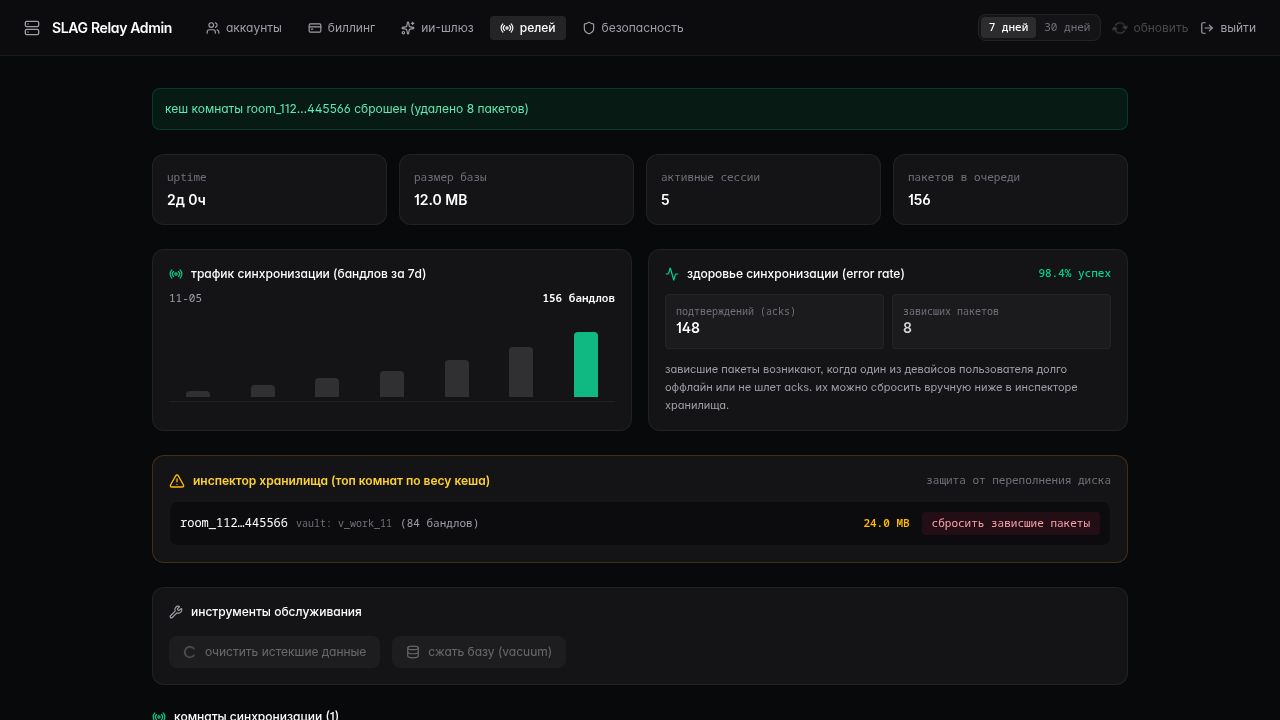 SLAG Relay Admin
аккаунты
биллинг
ии-шлюз
релей
безопасность
7 дней
30 дней
обновить
выйти
кеш комнаты room_112…445566 сброшен (удалено 8 пакетов)
uptime
2д 0ч
размер базы
12.0 MB
активные сессии
5
пакетов в очереди
156
трафик синхронизации (бандлов за 7d)
11-05
156 бандлов
здоровье синхронизации (error rate)
98.4% успех
подтверждений (acks)
148
зависших пакетов
8
зависшие пакеты возникают, когда один из девайсов пользователя долго
оффлайн или не шлет acks. их можно сбросить вручную ниже в инспекторе
хранилища.
инспектор хранилища (топ комнат по весу кеша)
защита от переполнения диска
room_112…445566 vault: v_work_11 (84 бандлов)
24.0 MB
сбросить зависшие пакеты
инструменты обслуживания
очистить истекшие данные
сжать базу (vacuum)
комнаты синхронизации (1)